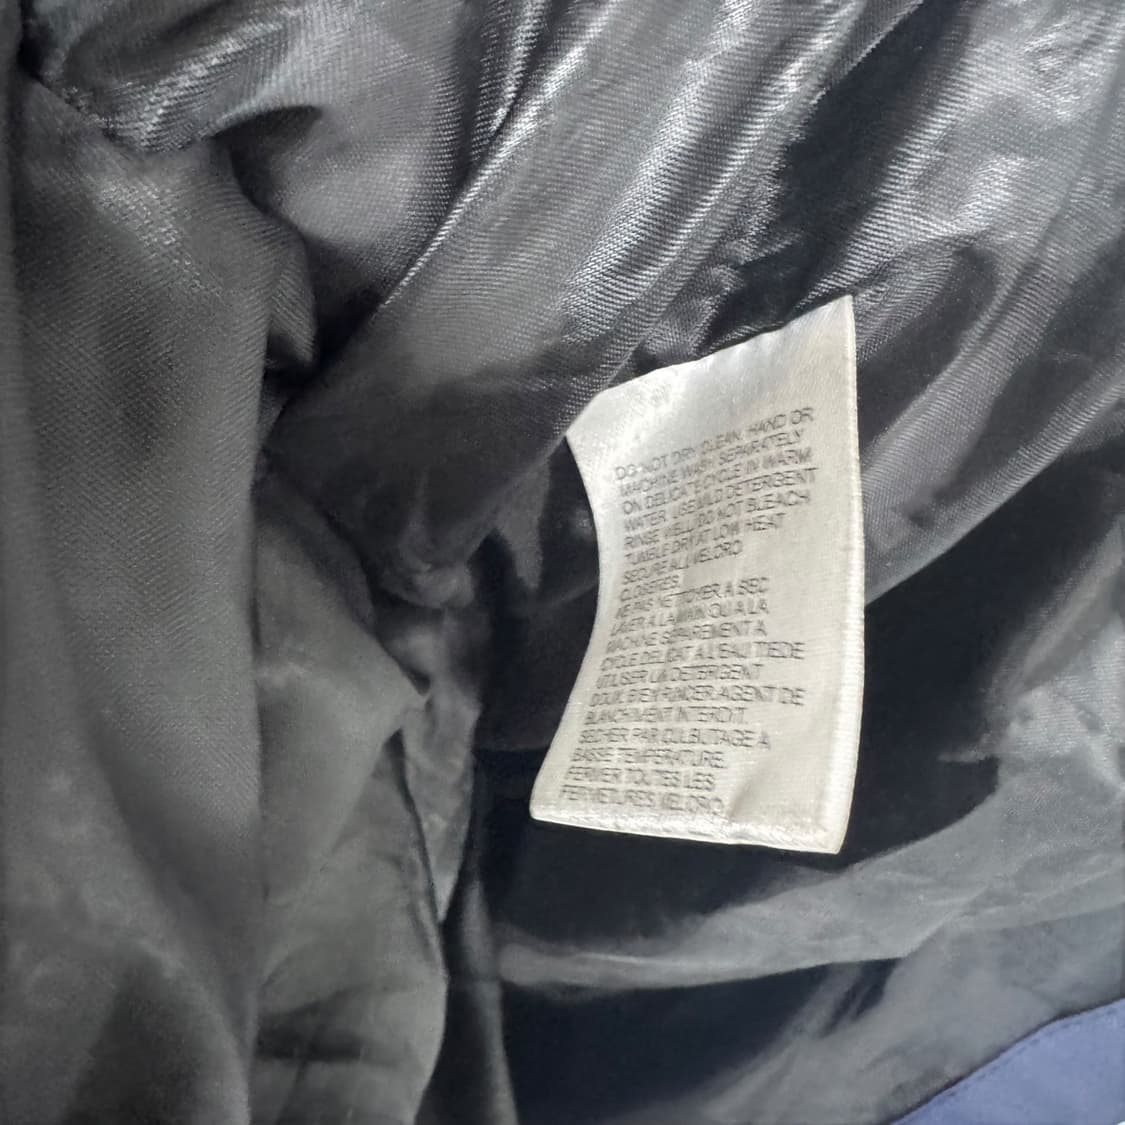 DO NOT DRY CLEAN. HAND OR
MACHINE WASH SEPARATELY
ON DELICATE CYCLE IN WARM
WATER. USE MILD DETERGENT
RINSE WELL. DO NOT BLEACH
TUMBLE DRY AT LOW HEAT
SECURE ALL VELCRO
CLOSERES.
NE PAS NETTOYER A SEC
LAVER A LA MAIN OU A LA
MACHINE SEPAREMENT A
CYCLE DELICAT A L'EAU TIEDE
UTILISER UN DETERGENT
DOUX. BIEN RINCER. AGENT DE
BLANCHIMENT INTERDIT.
SECHER PAR CULBUTAGE A
BASSE TEMPERATURE.
FERMER TOUTES LES
FERMETURES VELCRO